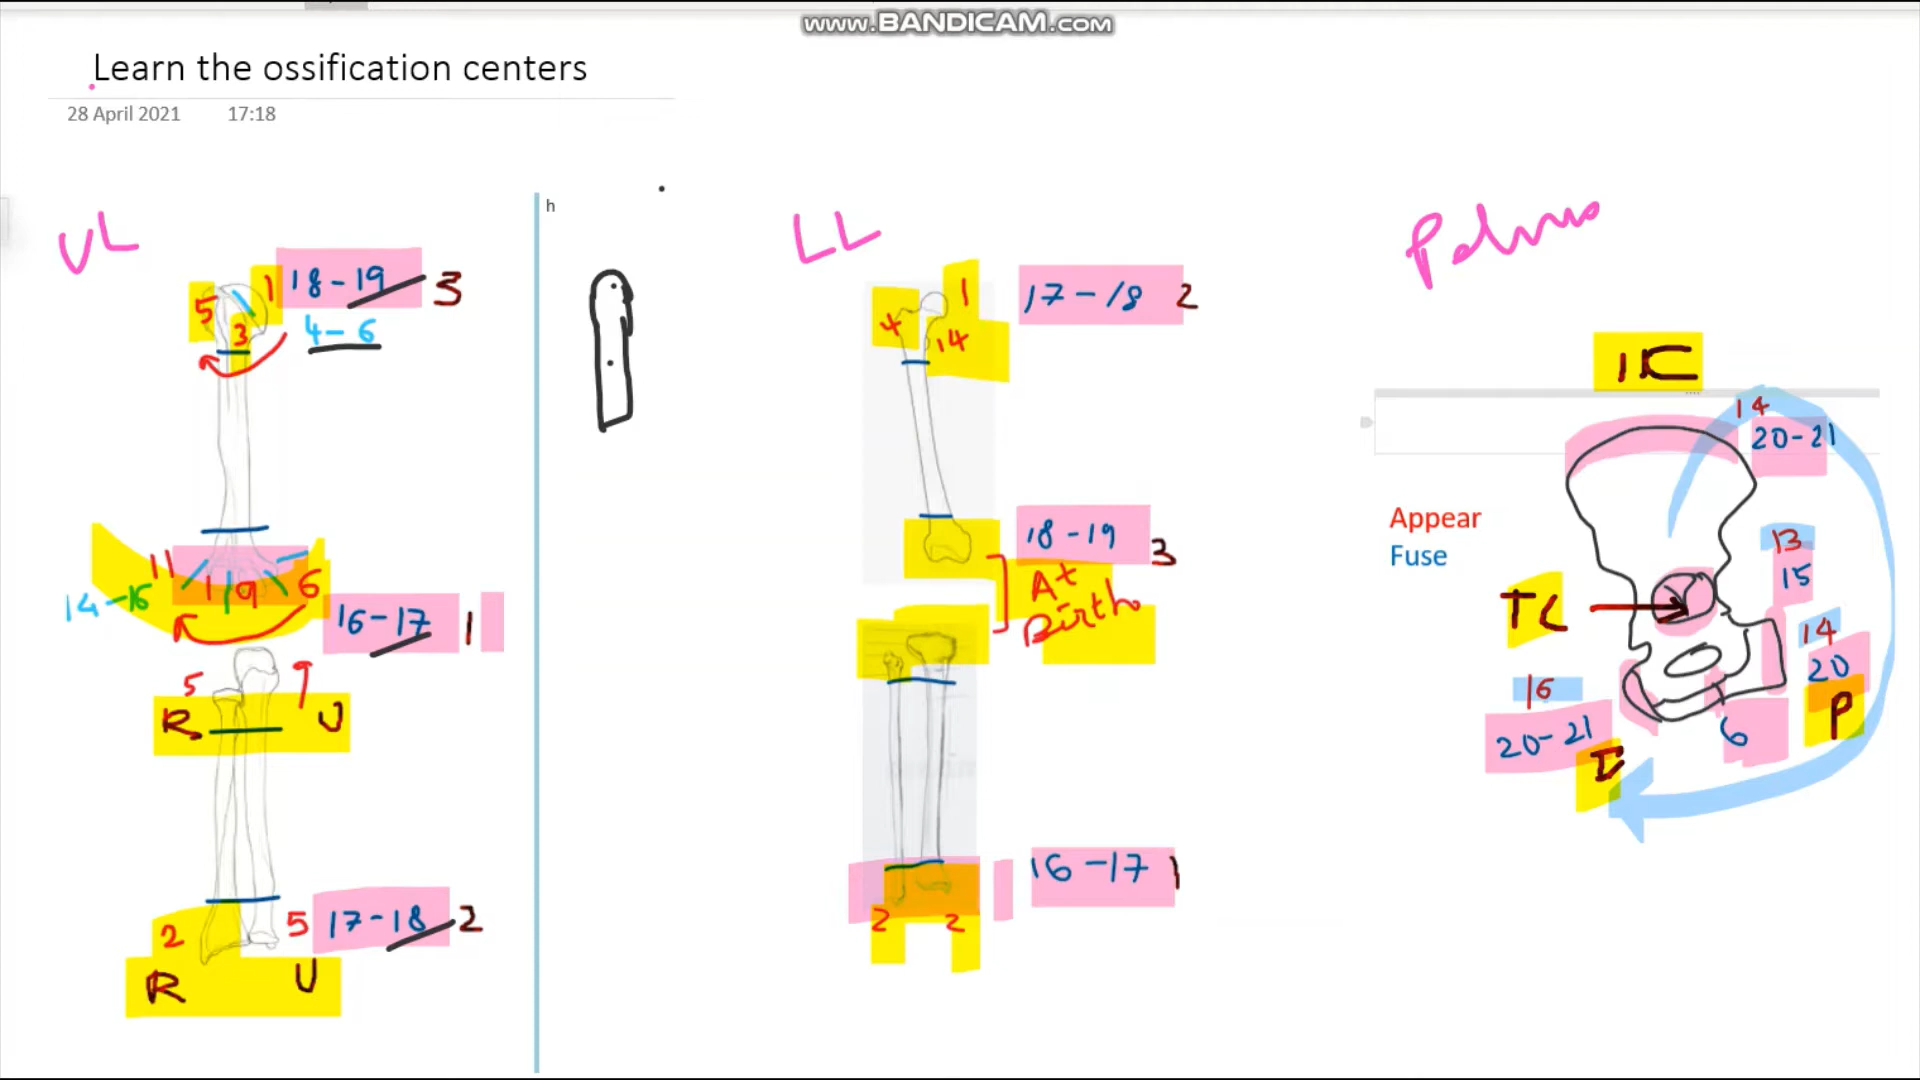 www.BANDICAM.com
Learn the ossification centers
28 April 2021 17:18
h
UL
5
1
3
18-19
3
4-6
11
1
9
6
14-16
16-17
1
5
R
U
2
5
17-18
2
R
U
LL
4
1
14
17-18
2
18-19
3
At
Birth
16-17
1
2
2
IC
14
20-21
Appear
Fuse
13
15
TC
14
20
P
16
20-21
6